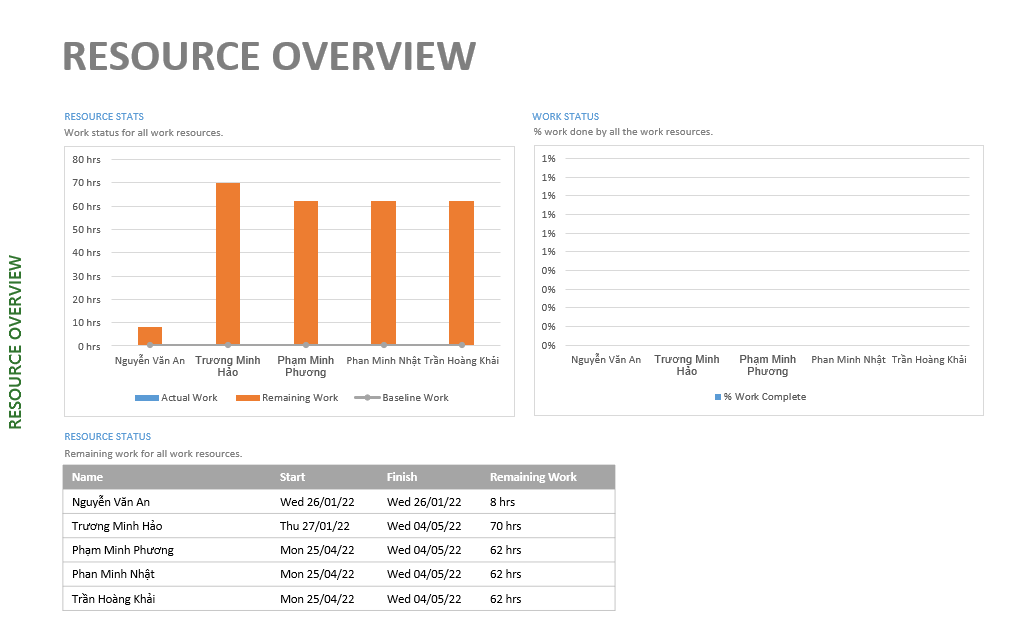 RESOURCE OVERVIEW
RESOURCE OVERVIEW
RESOURCE STATS
Work status for all work resources.
80 hrs
70 hrs
60 hrs
50 hrs
40 hrs
30 hrs
20 hrs
10 hrs
0 hrs
Nguyễn Văn An
Trương Minh
Hảo
Phạm Minh
Phương
Phan Minh Nhật
Trần Hoàng Khải
Actual Work
Remaining Work
Baseline Work
WORK STATUS
% work done by all the work resources.
1%
1%
1%
1%
1%
1%
0%
0%
0%
0%
0%
Nguyễn Văn An
Trương Minh
Hảo
Phạm Minh
Phương
Phan Minh Nhật
Trần Hoàng Khải
% Work Complete
RESOURCE STATUS
Remaining work for all work resources.
Name Start Finish Remaining Work
Nguyễn Văn An Wed 26/01/22 Wed 26/01/22 8 hrs
Trương Minh Hảo Thu 27/01/22 Wed 04/05/22 70 hrs
Phạm Minh Phương Mon 25/04/22 Wed 04/05/22 62 hrs
Phan Minh Nhật Mon 25/04/22 Wed 04/05/22 62 hrs
Trần Hoàng Khải Mon 25/04/22 Wed 04/05/22 62 hrs